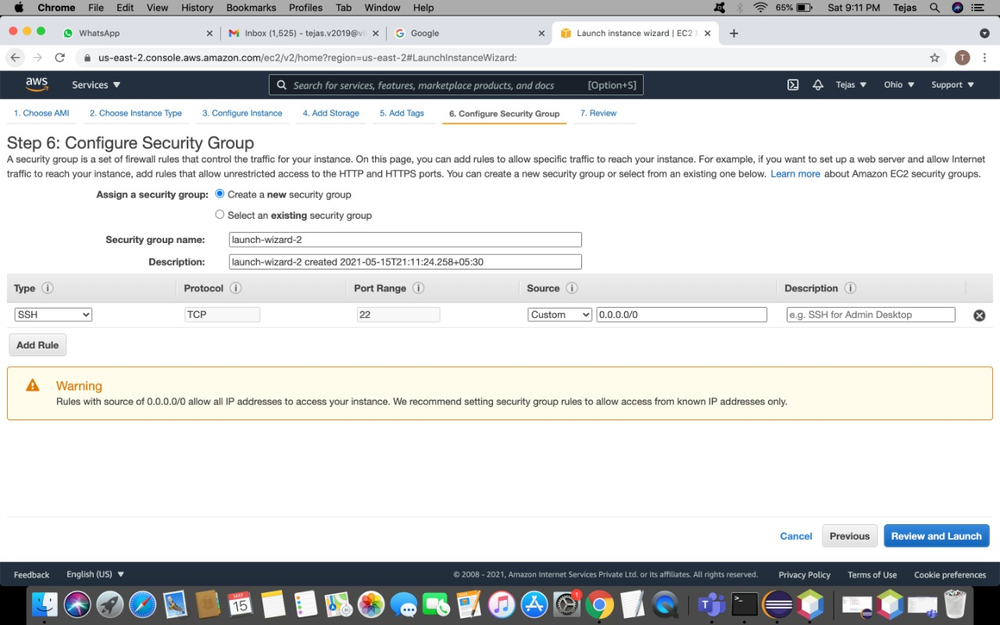 Chrome File Edit View History Bookmarks Profiles Tab Window Help 65% Sat 9:11 PM Tejas
WhatsApp Inbox (1,525) - tejas.v2019@vi Google Launch instance wizard | EC2
us-east-2.console.aws.amazon.com/ec2/v2/home?region=us-east-2#LaunchInstanceWizard: T
aws Services Search for services, features, marketplace products, and docs [Option+S] Tejas Ohio Support
1. Choose AMI 2. Choose Instance Type 3. Configure Instance 4. Add Storage 5. Add Tags 6. Configure Security Group 7. Review
Step 6: Configure Security Group
A security group is a set of firewall rules that control the traffic for your instance. On this page, you can add rules to allow specific traffic to reach your instance. For example, if you want to set up a web server and allow Internet
traffic to reach your instance, add rules that allow unrestricted access to the HTTP and HTTPS ports. You can create a new security group or select from an existing one below. Learn more about Amazon EC2 security groups.
Assign a security group: Create a new security group
Select an existing security group
Security group name: launch-wizard-2
Description: launch-wizard-2 created 2021-05-15T21:11:24.258+05:30
Type i Protocol i Port Range i Source i Description i
SSH TCP 22 Custom 0.0.0.0/0 e.g. SSH for Admin Desktop
Add Rule
Warning
Rules with source of 0.0.0.0/0 allow all IP addresses to access your instance. We recommend setting security group rules to allow access from known IP addresses only.
Cancel Previous Review and Launch
Feedback English (US) © 2008 - 2021, Amazon Internet Services Private Ltd. or its affiliates. All rights reserved. Privacy Policy Terms of Use Cookie preferences
MAY
15
1